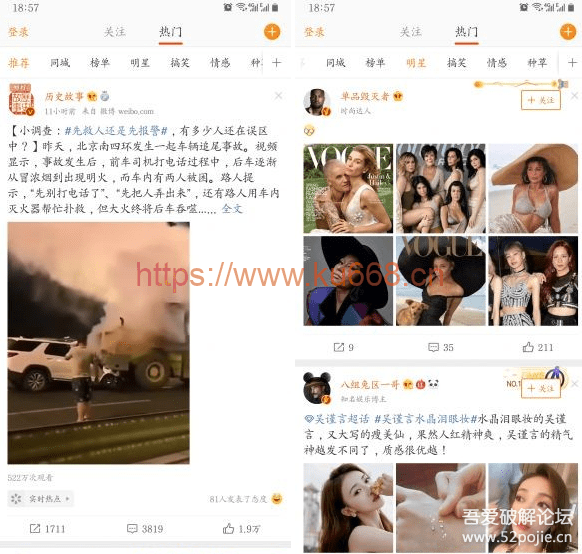 18:57
登录
关注
热门
推荐 同城 榜单 明星 搞笑 情感 种
历史故事
11小时前 来自 微博 weibo.com
【小调查：#先救人还是先报警#，有多少人还在误区
中？】昨天，北京南四环发生一起车辆追尾事故。视频
显示，事故发生后，前车司机打电话过程中，后车逐渐
从冒浓烟到出现明火，而车内有两人被困。路人提
示，“先别打电话了”、“先把人弄出来”，还有路人用车内
灭火器帮忙扑救，但大火终将后车吞噬...... 全文
522万次观看
实时热点
81人发表了态度
1711 3819 1.9万
18:57
登录
关注
热门
同城 榜单 明星 搞笑 情感 种草
单品毁灭者
时尚达人
+ 关注
VOGUE
Justin
& Hailey
VOGUE
9 35 211
八组兔区一哥
知名娱乐博主
NO.1
+ 关注
吴谨言超话 #吴谨言水晶泪眼妆#水晶泪眼妆的吴谨
言，又大写的瘦美仙，果然人红精神爽，吴谨言的精气
神越发不同了，质感很优越！
https://www.ku668.cn
吾爱破解论坛
www.52pojie.cn